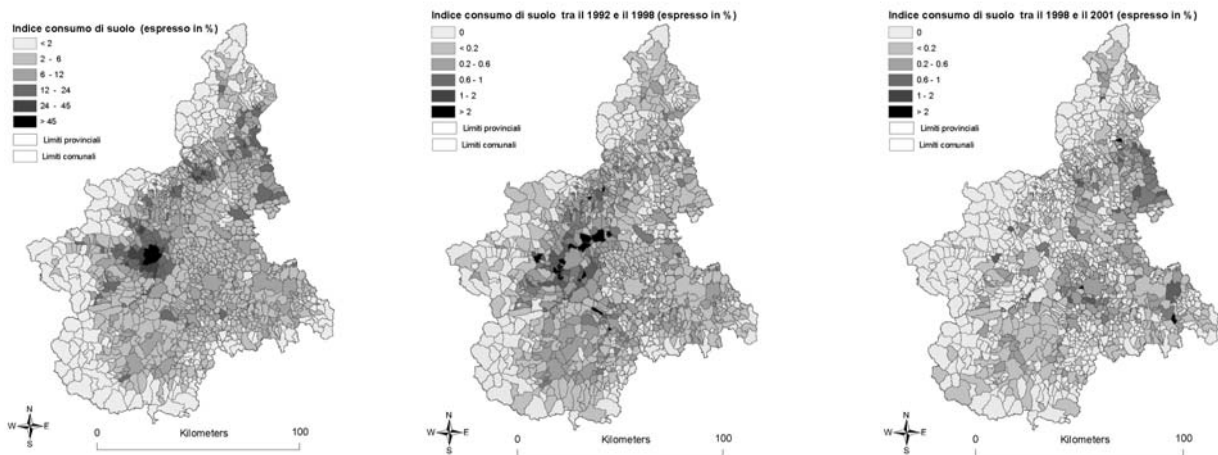 Indice consumo di suolo (espresso in %)
< 2
2 - 6
6 - 12
12 - 24
24 - 45
> 45
Limiti provinciali
Limiti comunali
N
W E
S
0 Kilometers 100
Indice consumo di suolo tra il 1992 e il 1998 (espresso in %)
0
< 0.2
0.2 - 0.6
0.6 - 1
1 - 2
> 2
Limiti provinciali
Limiti comunali
N
W E
S
0 Kilometers 100
Indice consumo di suolo tra il 1998 e il 2001 (espresso in %)
0
< 0.2
0.2 - 0.6
0.6 - 1
1 - 2
> 2
Limiti provinciali
Limiti comunali
N
W E
S
0 Kilometers 100